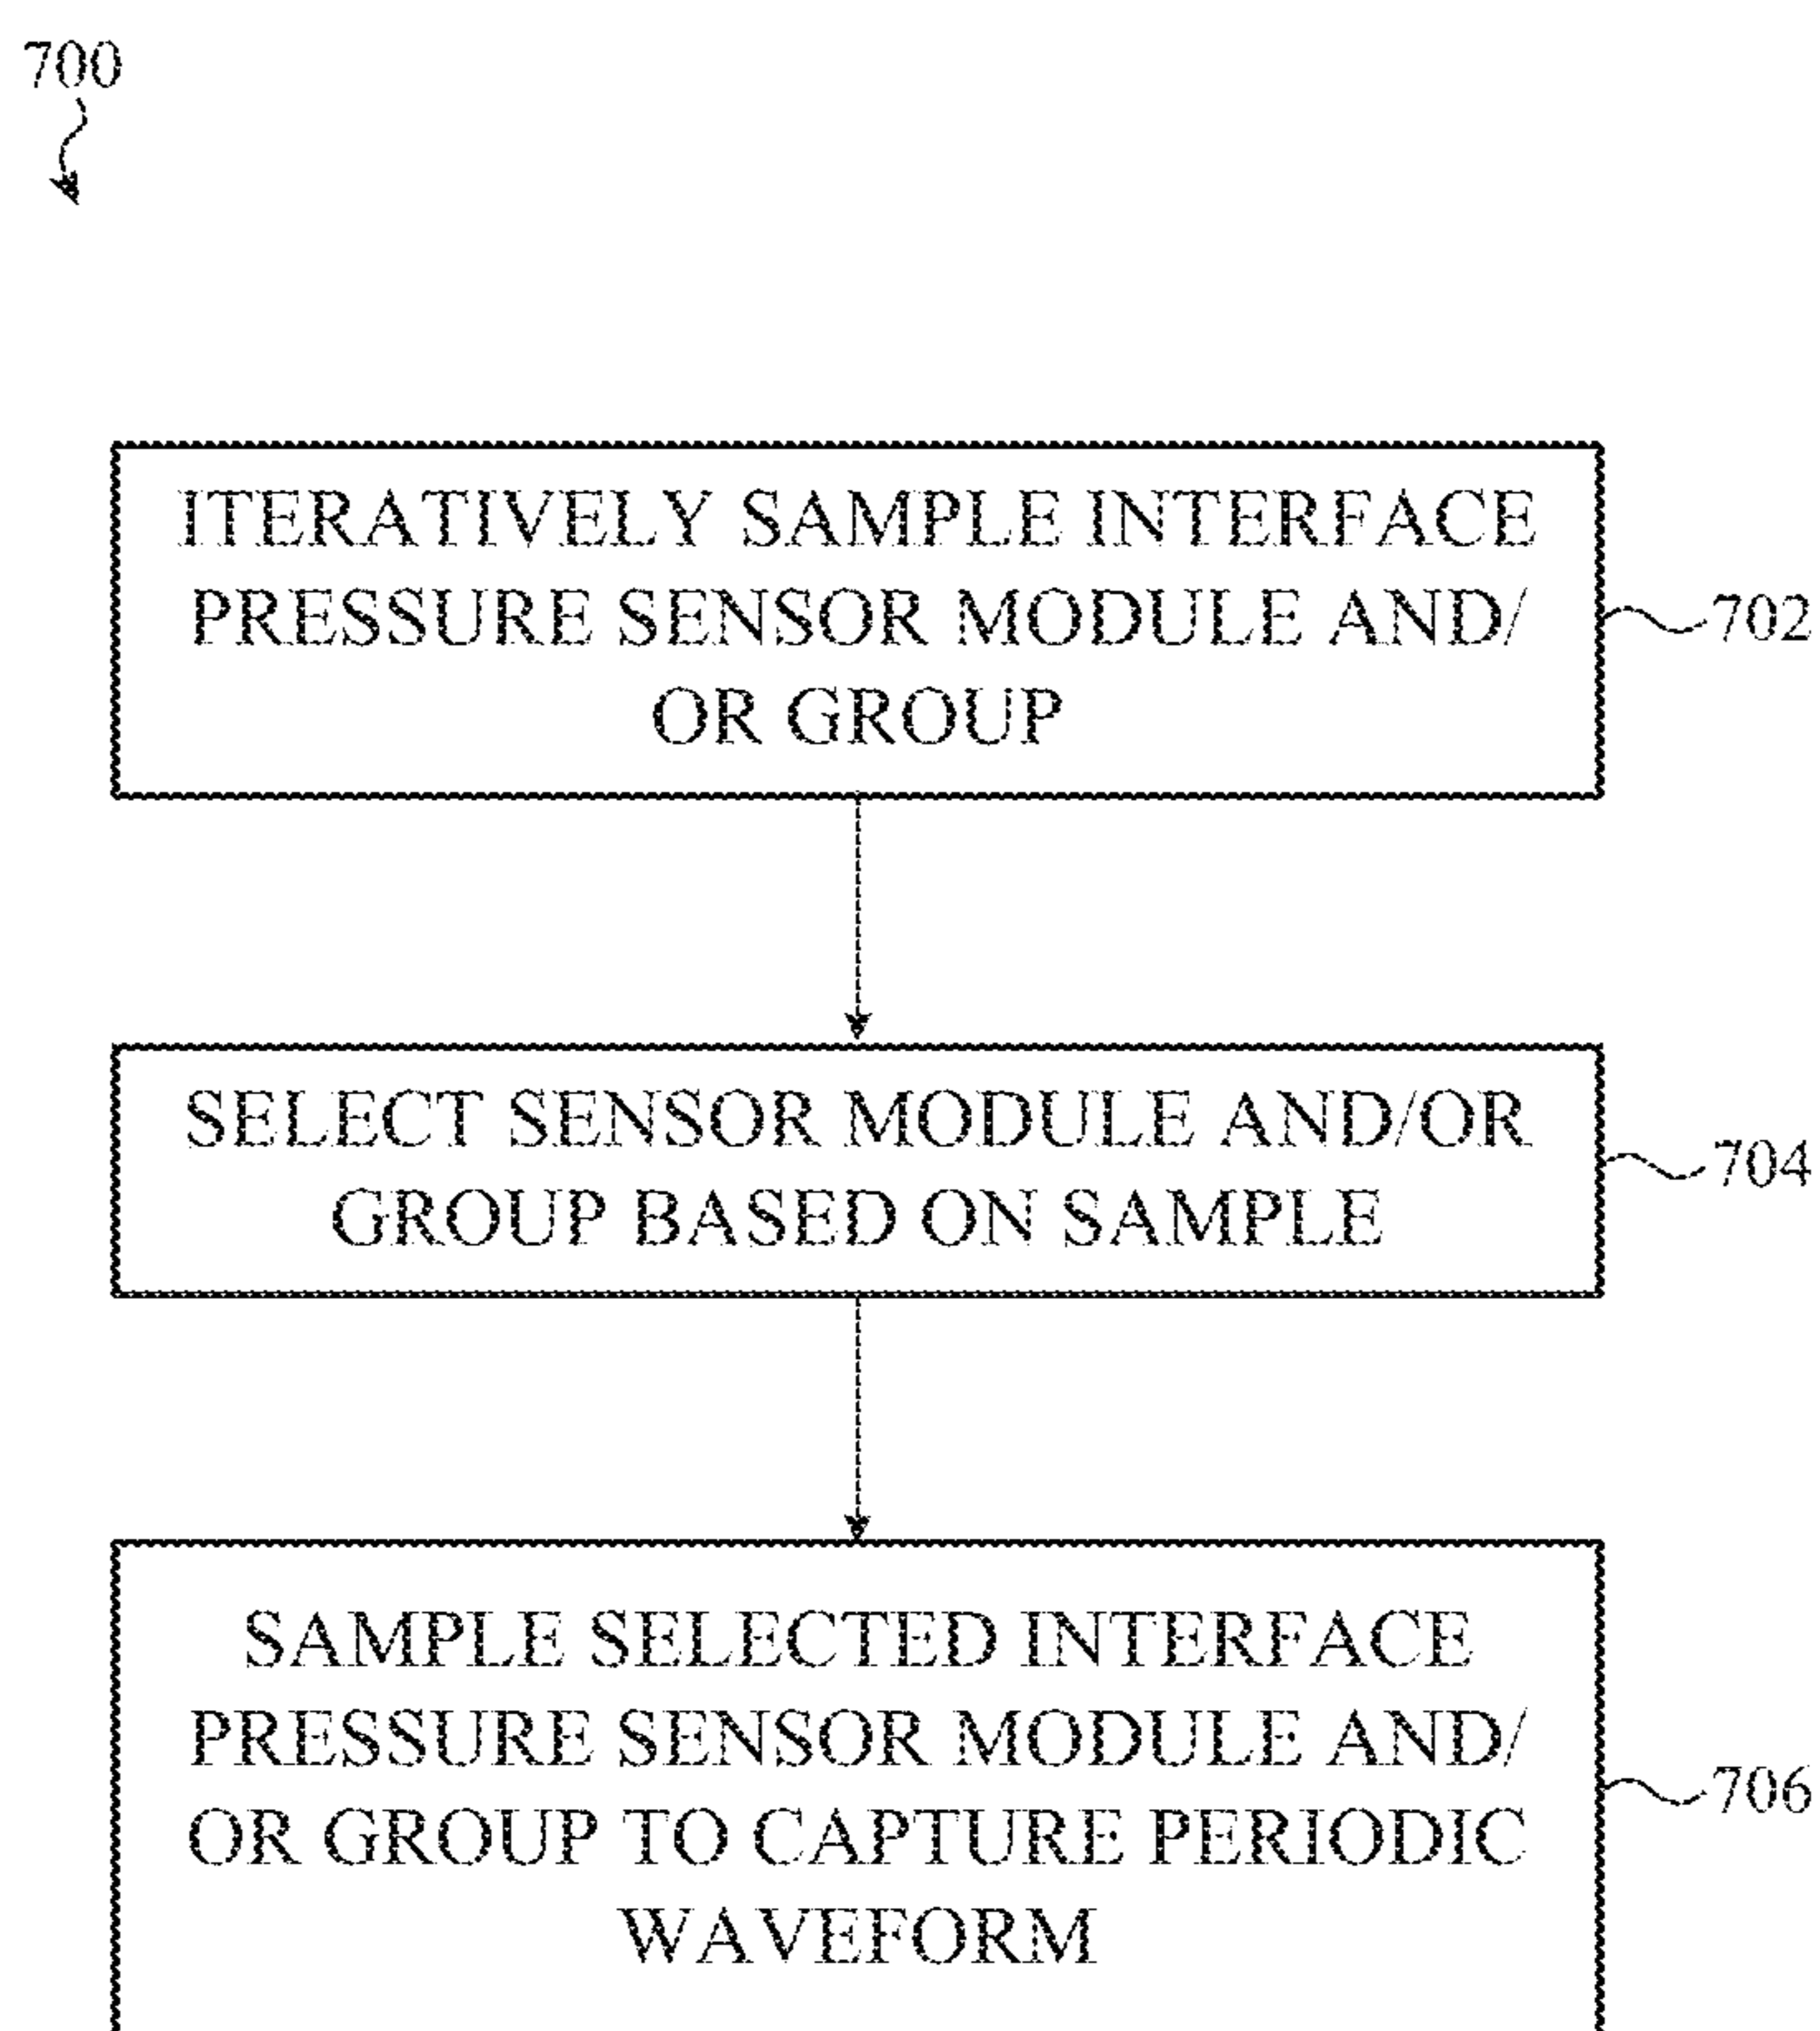 700
ITERATIVELY SAMPLE INTERFACE
PRESSURE SENSOR MODULE AND/
OR GROUP
702
SELECT SENSOR MODULE AND/OR
GROUP BASED ON SAMPLE
704
SAMPLE SELECTED INTERFACE
PRESSURE SENSOR MODULE AND/
OR GROUP TO CAPTURE PERIODIC
WAVEFORM
706